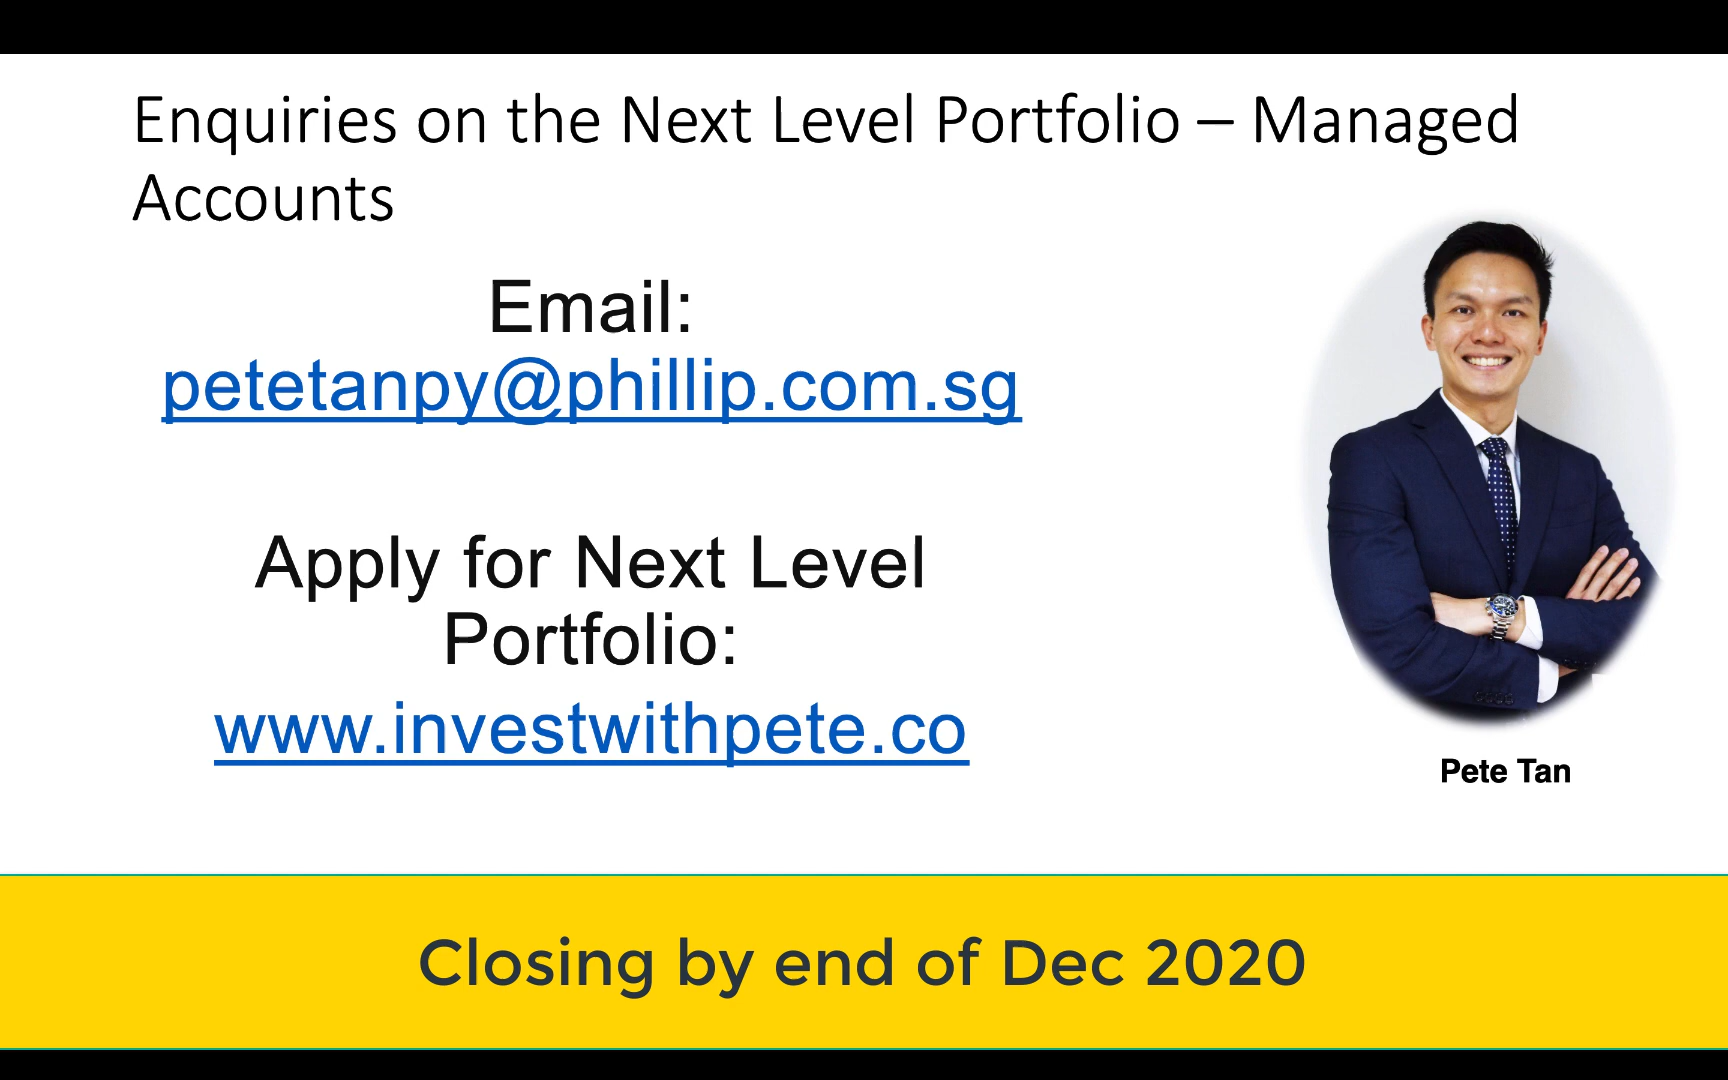 Enquiries on the Next Level Portfolio – Managed
Accounts
Email:
petetanpy@phillip.com.sg
Apply for Next Level
Portfolio:
www.investwithpete.co
Pete Tan
Closing by end of Dec 2020